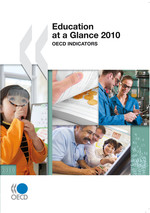 Education
at a Glance 2010
OECD INDICATORS
OECD